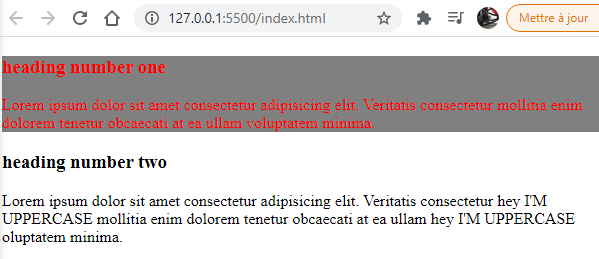 127.0.0.1:5500/index.html
Mettre à jour
heading number one
Lorem ipsum dolor sit amet consectetur adipisicing elit. Veritatis consectetur mollitia enim
dolorem tenetur obcaecati at ea ullam voluptatem minima.
heading number two
Lorem ipsum dolor sit amet consectetur adipisicing elit. Veritatis consectetur hey I'M
UPPERCASE mollitia enim dolorem tenetur obcaecati at ea ullam hey I'M UPPERCASE
oluptatem minima.